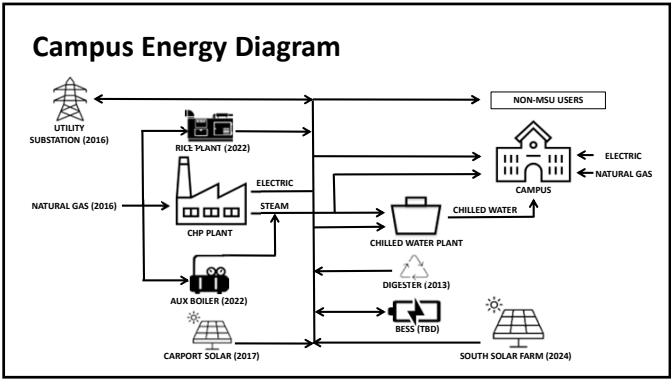 Campus Energy Diagram
UTILITY
SUBSTATION (2016)
NON-MSU USERS
RICE PLANT (2022)
ELECTRIC
NATURAL GAS
CAMPUS
NATURAL GAS (2016)
ELECTRIC
STEAM
CHP PLANT
CHILLED WATER
CHILLED WATER PLANT
AUX BOILER (2022)
DIGESTER (2013)
BESS (TBD)
CARPORT SOLAR (2017)
SOUTH SOLAR FARM (2024)